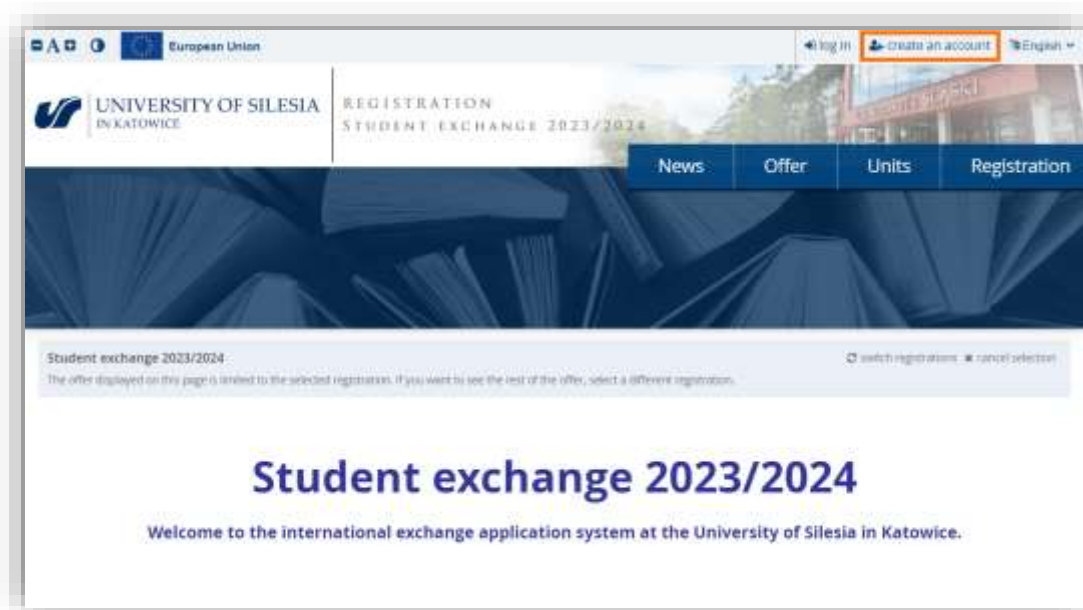 A European Union log in create an account English
UNIVERSITY OF SILESIA
IN KATOWICE
REGISTRATION
STUDENT EXCHANGE 2023/2024
News Offer Units Registration
Student exchange 2023/2024 switch registrations cancel selection
The offer displayed on this page is limited to the selected registration. If you want to see the rest of the offer, select a different registration.
Student exchange 2023/2024
Welcome to the international exchange application system at the University of Silesia in Katowice.